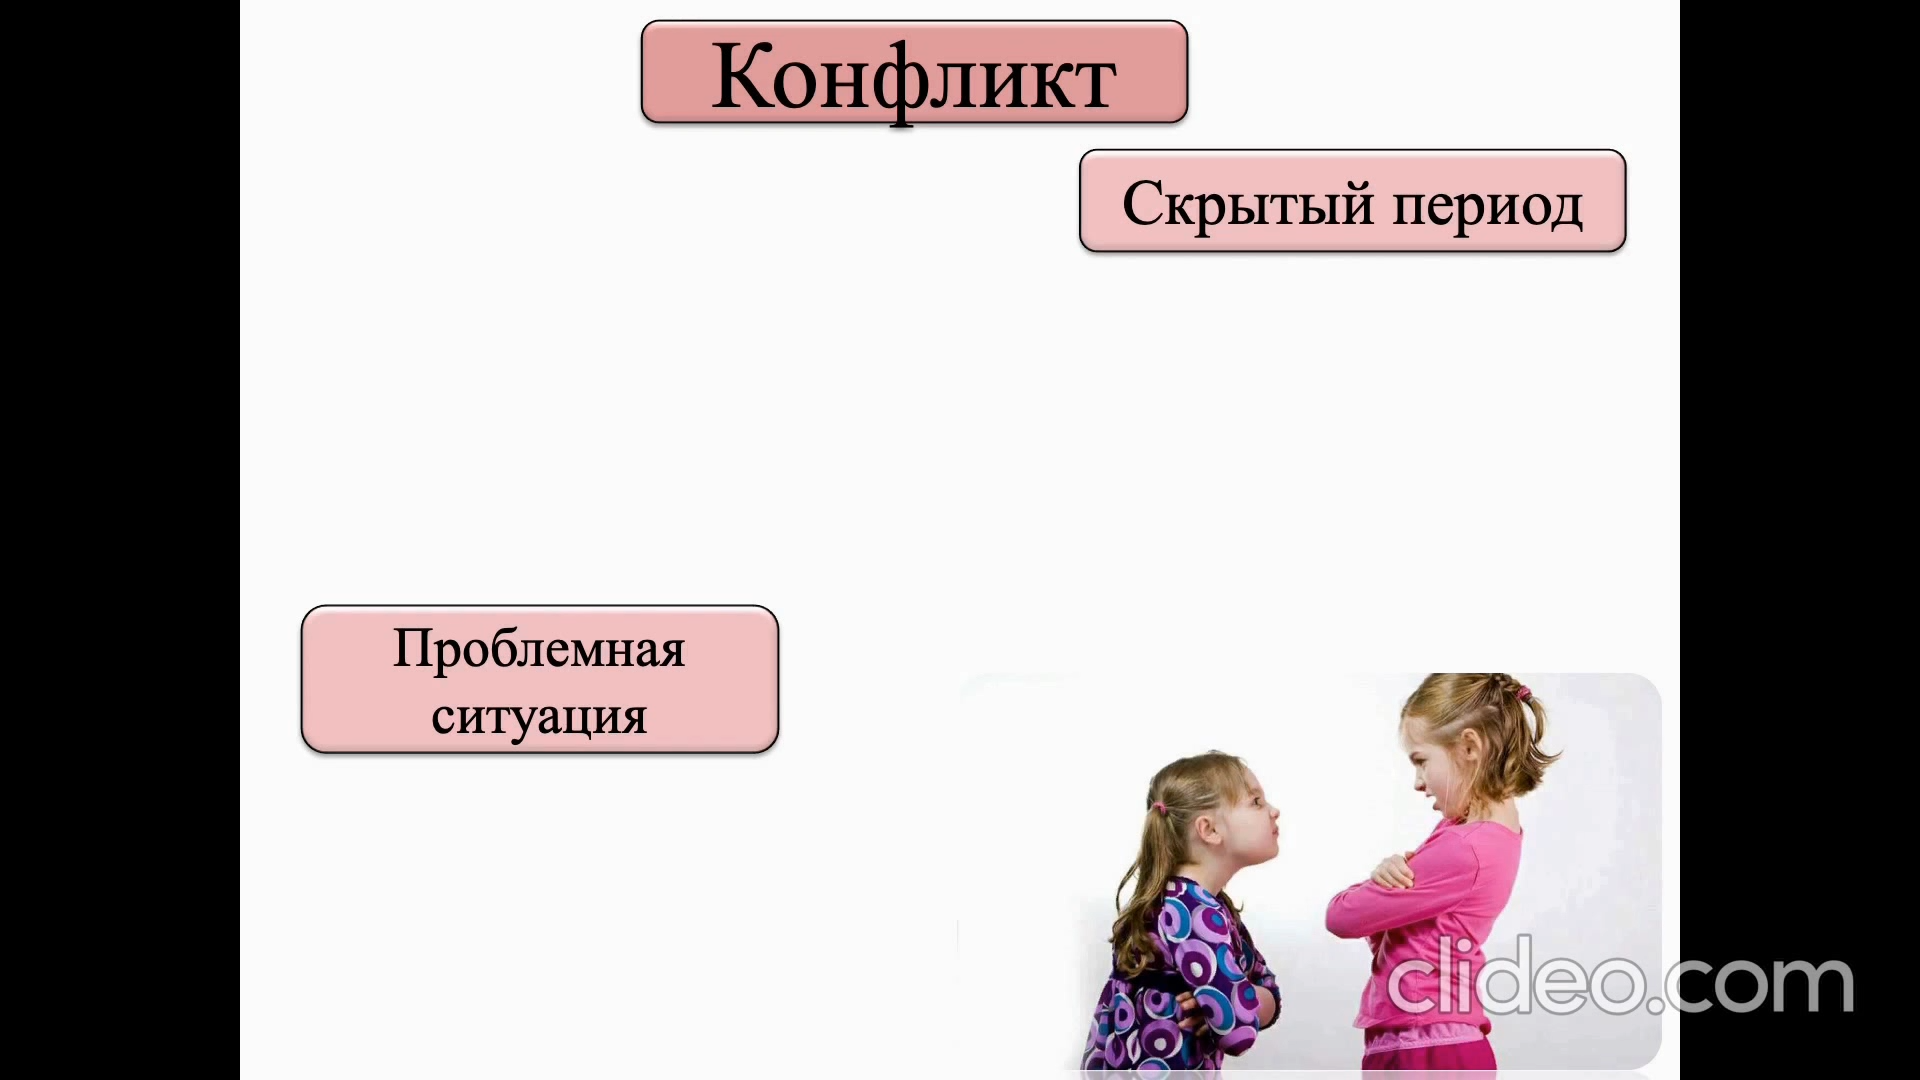 Конфликт
Скрытый период
Проблемная
ситуация
clideo.com